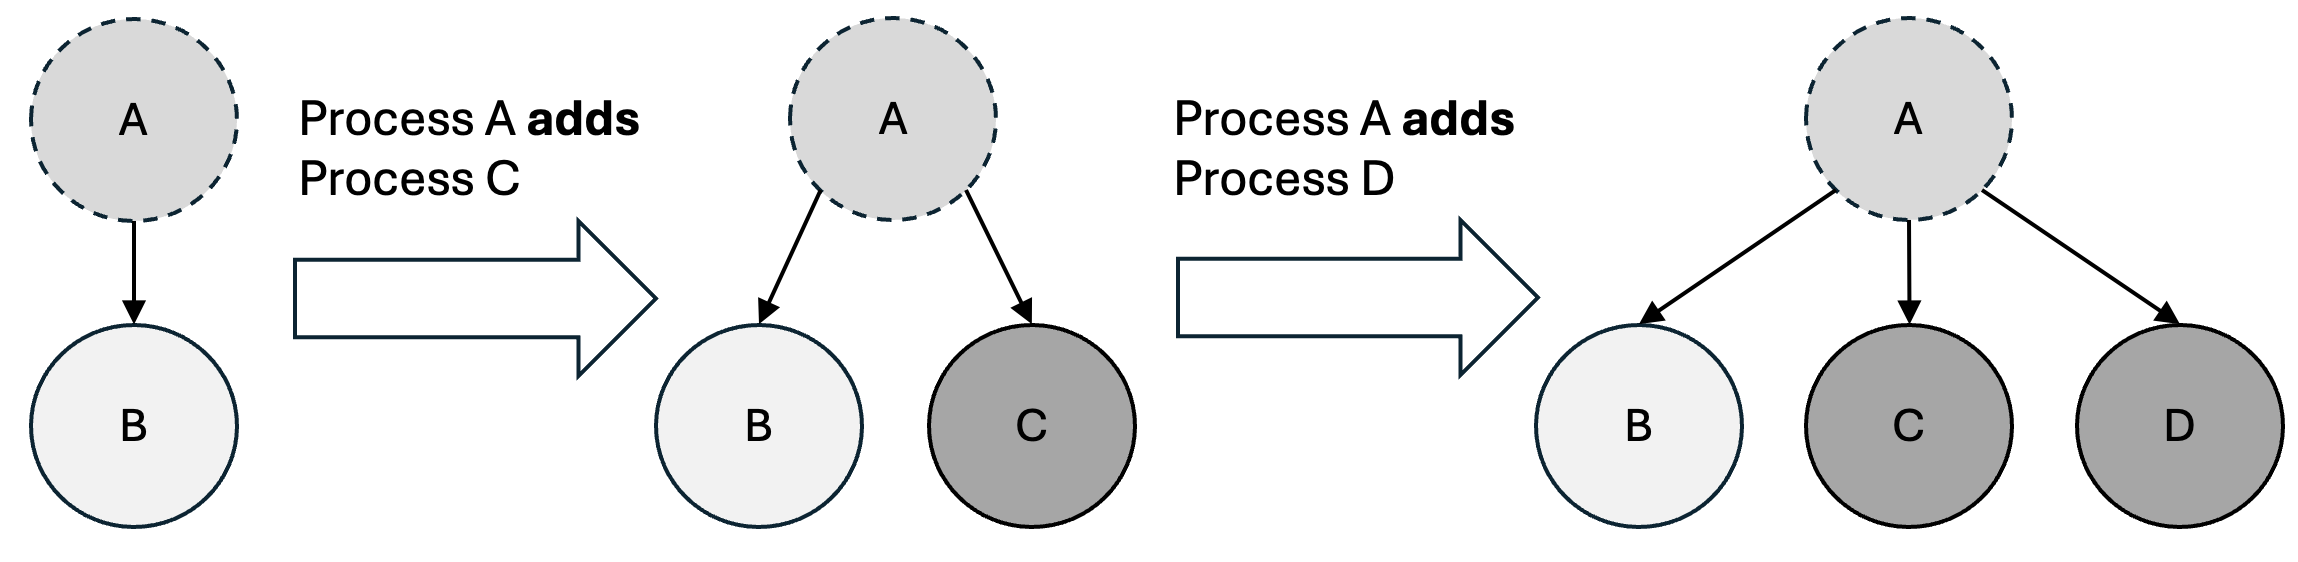 A
B
Process A adds
Process C
A
B
C
Process A adds
Process D
A
B
C
D